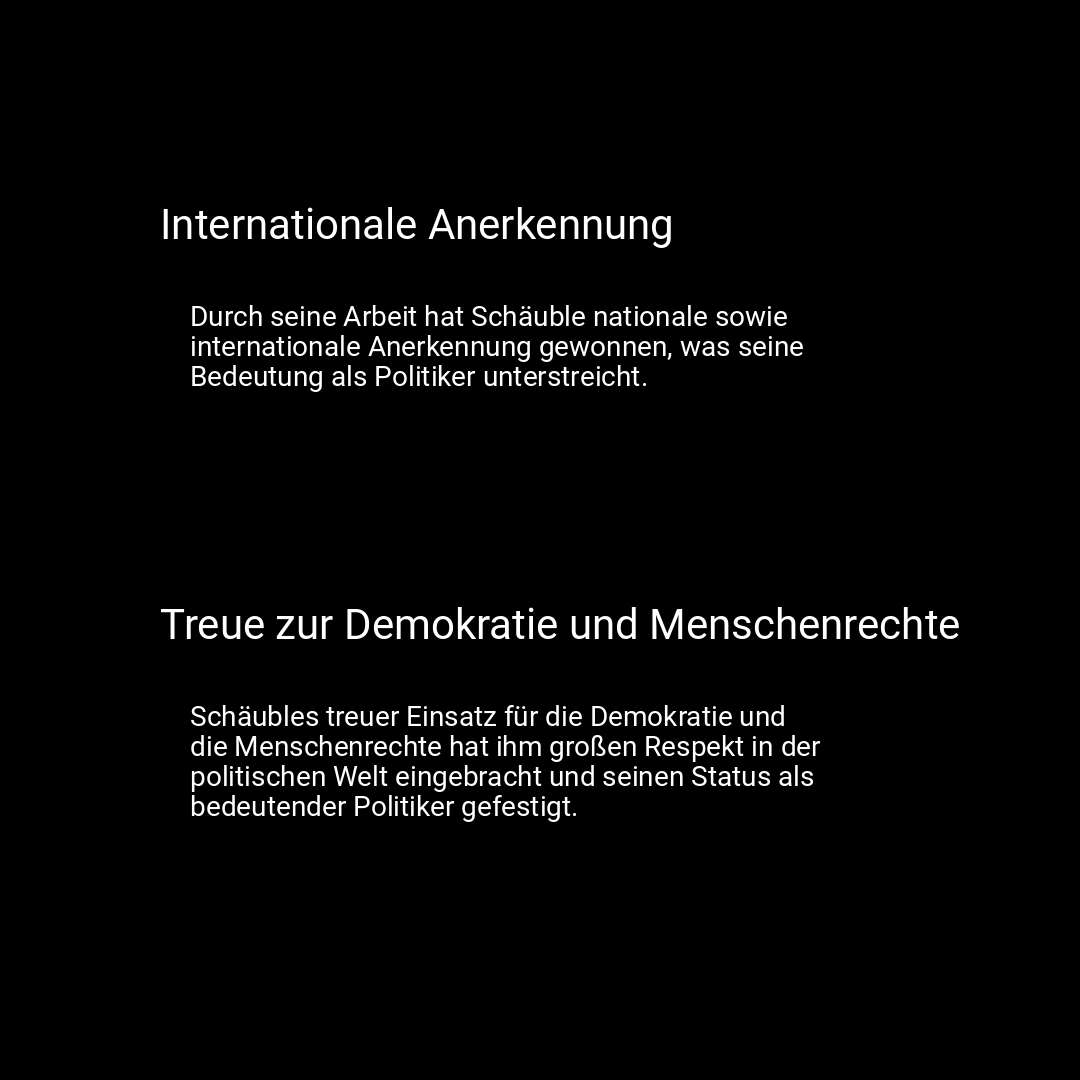 Internationale Anerkennung
Durch seine Arbeit hat Schäuble nationale sowie
internationale Anerkennung gewonnen, was seine
Bedeutung als Politiker unterstreicht.
Treue zur Demokratie und Menschenrechte
Schäubles treuer Einsatz für die Demokratie und
die Menschenrechte hat ihm großen Respekt in der
politischen Welt eingebracht und seinen Status als
bedeutender Politiker gefestigt.